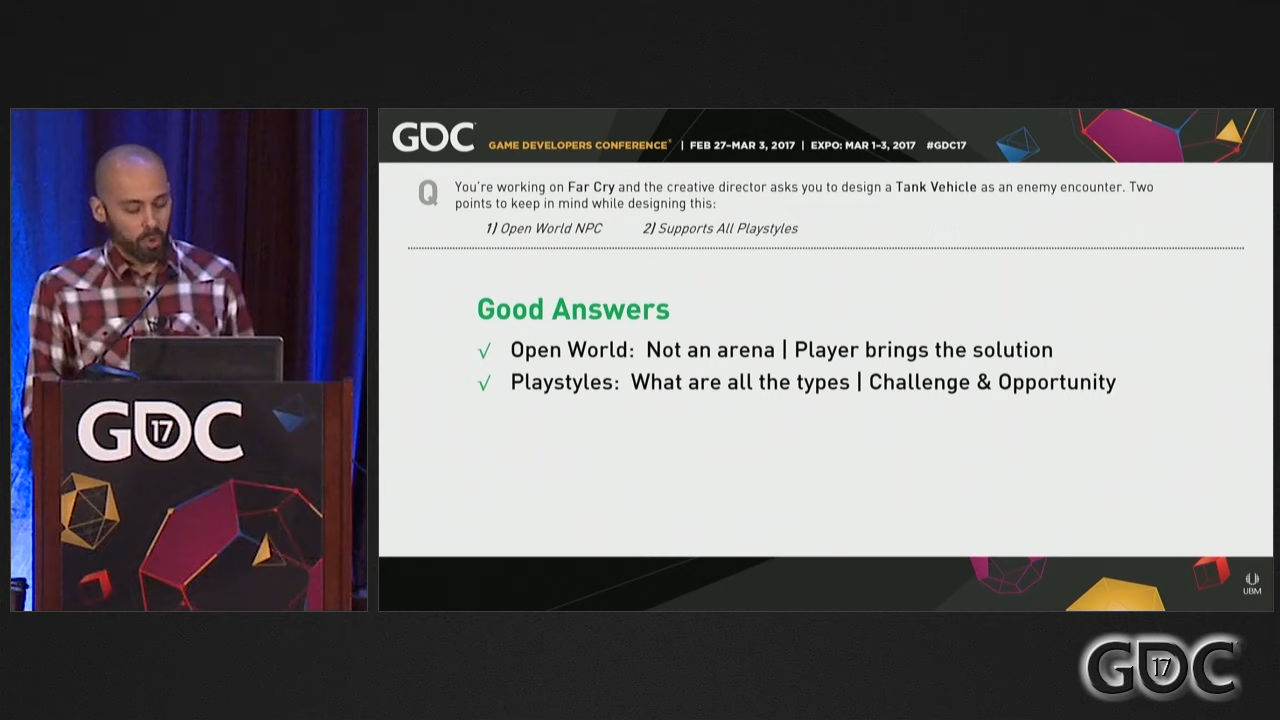 GDC GAME DEVELOPERS CONFERENCE® | FEB 27–MAR 3, 2017 | EXPO: MAR 1–3, 2017 #GDC17
Q You're working on Far Cry and the creative director asks you to design a Tank Vehicle as an enemy encounter. Two
points to keep in mind while designing this:
1) Open World NPC 2) Supports All Playstyles
Good Answers
√ Open World: Not an arena | Player brings the solution
√ Playstyles: What are all the types | Challenge & Opportunity
GDC
17
UBM
GDC
17